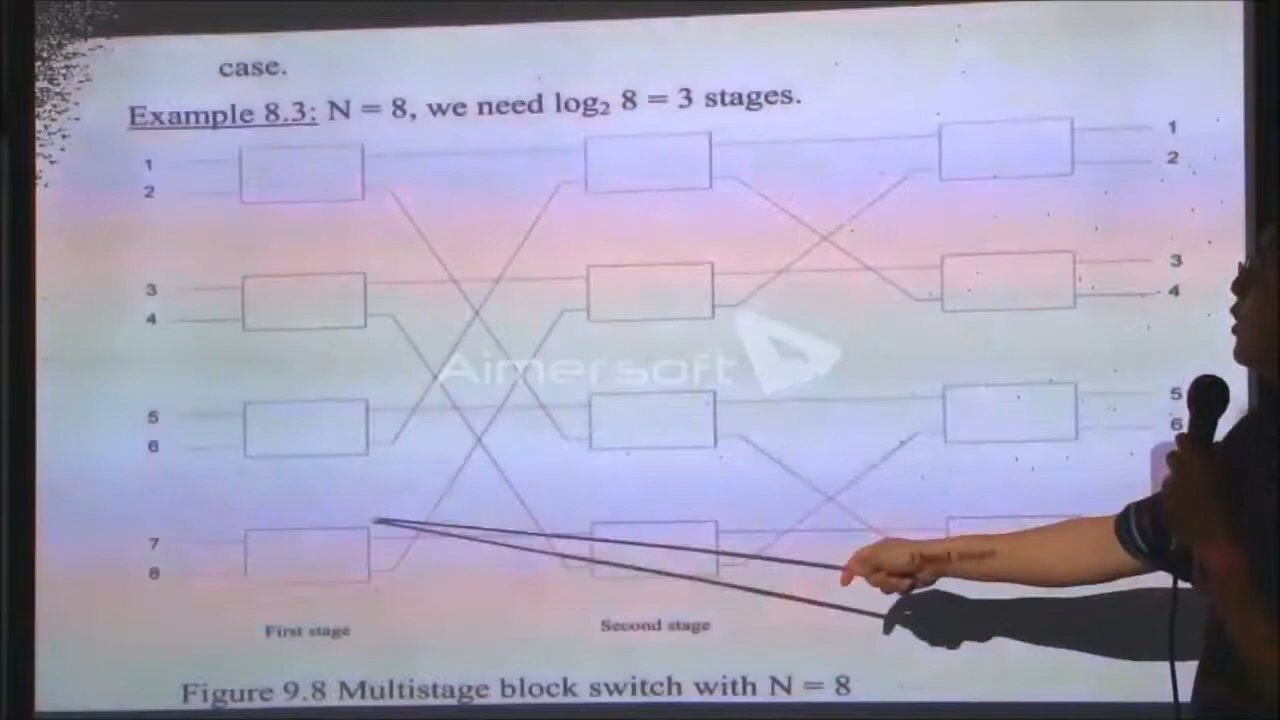 case.
Example 8.3: N = 8, we need log₂ 8 = 3 stages.
1
2
3
4
5
6
7
8
1
2
3
4
5
6
Aimersoft
First stage
Second stage
Figure 9.8 Multistage block switch with N = 8